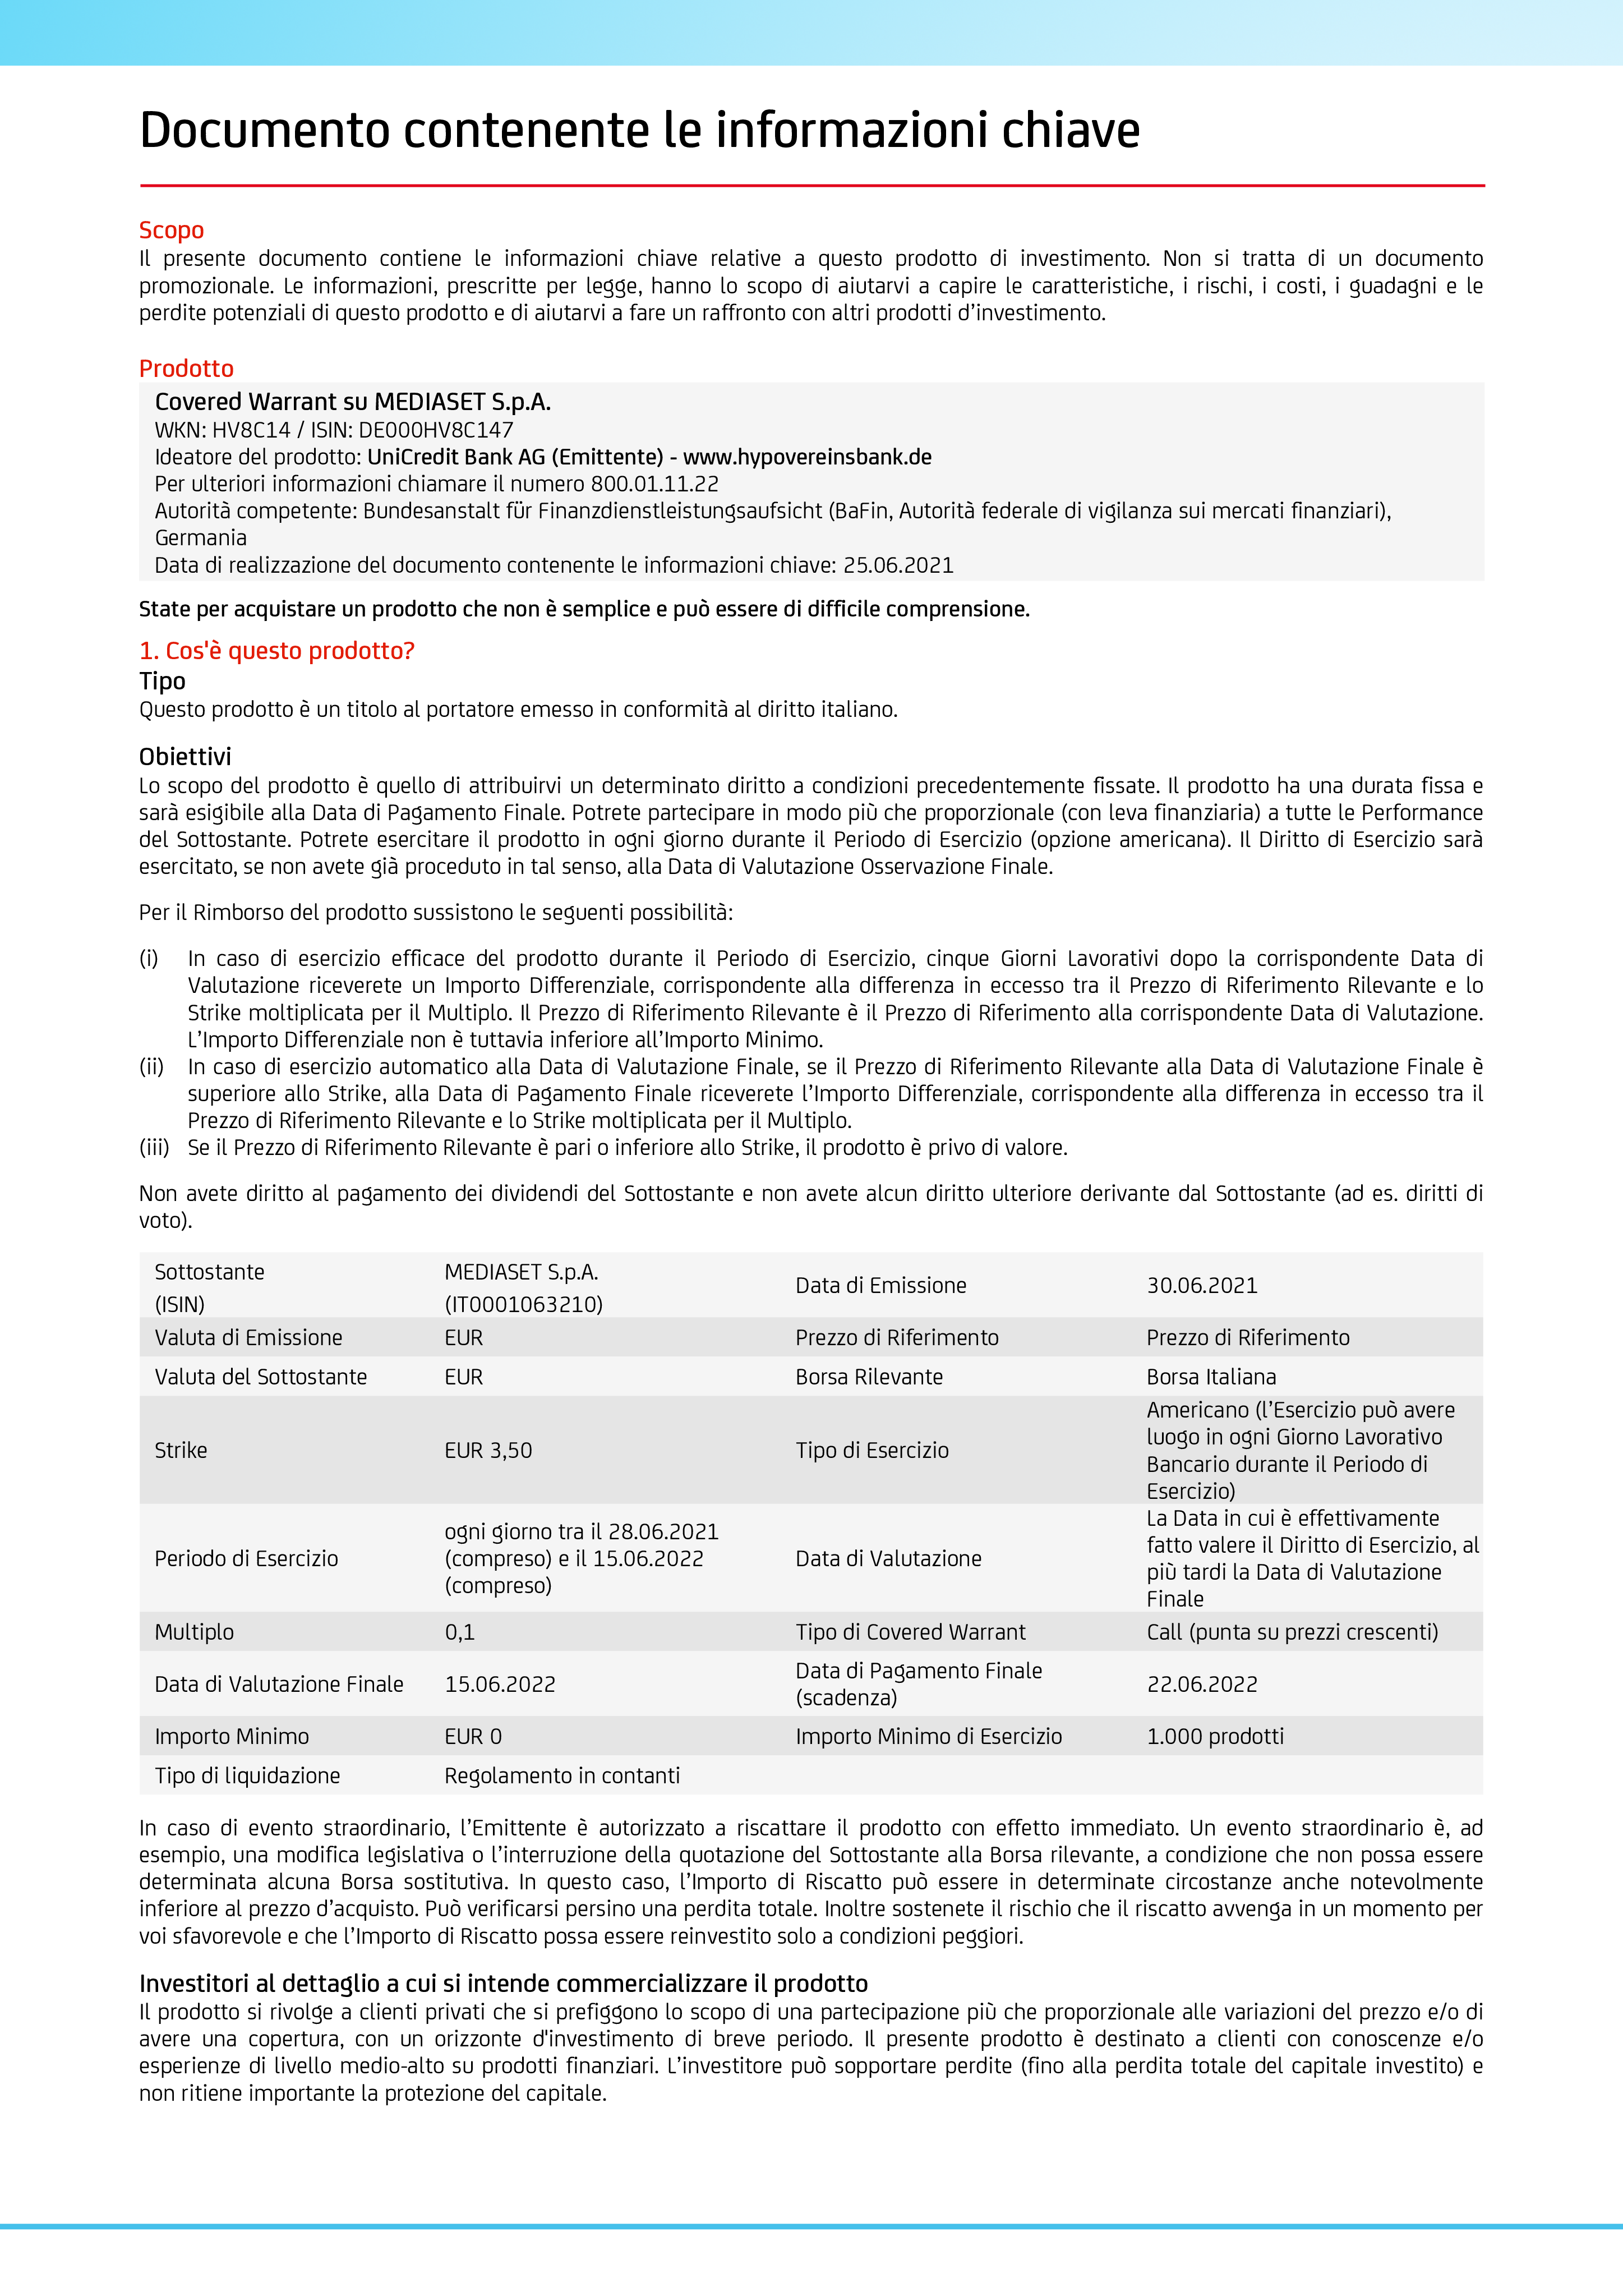 Documento contenente le informazioni chiave
Scopo
Il presente documento contiene le informazioni chiave relative a questo prodotto di investimento. Non si tratta di un documento
promozionale. Le informazioni, prescritte per legge, hanno lo scopo di aiutarvi a capire le caratteristiche, i rischi, i costi, i guadagni e le
perdite potenziali di questo prodotto e di aiutarvi a fare un raffronto con altri prodotti d’investimento.
Prodotto
Covered Warrant su MEDIASET S.p.A.
WKN: HV8C14 / ISIN: DE000HV8C147
Ideatore del prodotto: UniCredit Bank AG (Emittente) - www.hypovereinsbank.de
Per ulteriori informazioni chiamare il numero 800.01.11.22
Autorità competente: Bundesanstalt für Finanzdienstleistungsaufsicht (BaFin, Autorità federale di vigilanza sui mercati finanziari),
Germania
Data di realizzazione del documento contenente le informazioni chiave: 25.06.2021
State per acquistare un prodotto che non è semplice e può essere di difficile comprensione.
1. Cos'è questo prodotto?
Tipo
Questo prodotto è un titolo al portatore emesso in conformità al diritto italiano.
Obiettivi
Lo scopo del prodotto è quello di attribuirvi un determinato diritto a condizioni precedentemente fissate. Il prodotto ha una durata fissa e
sarà esigibile alla Data di Pagamento Finale. Potrete partecipare in modo più che proporzionale (con leva finanziaria) a tutte le Performance
del Sottostante. Potrete esercitare il prodotto in ogni giorno durante il Periodo di Esercizio (opzione americana). Il Diritto di Esercizio sarà
esercitato, se non avete già proceduto in tal senso, alla Data di Valutazione Osservazione Finale.
Per il Rimborso del prodotto sussistono le seguenti possibilità:
(i) In caso di esercizio efficace del prodotto durante il Periodo di Esercizio, cinque Giorni Lavorativi dopo la corrispondente Data di
Valutazione riceverete un Importo Differenziale, corrispondente alla differenza in eccesso tra il Prezzo di Riferimento Rilevante e lo
Strike moltiplicata per il Multiplo. Il Prezzo di Riferimento Rilevante è il Prezzo di Riferimento alla corrispondente Data di Valutazione.
L’Importo Differenziale non è tuttavia inferiore all’Importo Minimo.
(ii) In caso di esercizio automatico alla Data di Valutazione Finale, se il Prezzo di Riferimento Rilevante alla Data di Valutazione Finale è
superiore allo Strike, alla Data di Pagamento Finale riceverete l’Importo Differenziale, corrispondente alla differenza in eccesso tra il
Prezzo di Riferimento Rilevante e lo Strike moltiplicata per il Multiplo.
(iii) Se il Prezzo di Riferimento Rilevante è pari o inferiore allo Strike, il prodotto è privo di valore.
Non avete diritto al pagamento dei dividendi del Sottostante e non avete alcun diritto ulteriore derivante dal Sottostante (ad es. diritti di
voto).
Sottostante
(ISIN)
MEDIASET S.p.A.
(IT0001063210)
Data di Emissione
30.06.2021
Valuta di Emissione EUR Prezzo di Riferimento Prezzo di Riferimento
Valuta del Sottostante EUR Borsa Rilevante Borsa Italiana
Strike
EUR 3,50
Tipo di Esercizio
Americano (l’Esercizio può avere
luogo in ogni Giorno Lavorativo
Bancario durante il Periodo di
Esercizio)
Periodo di Esercizio
ogni giorno tra il 28.06.2021
(compreso) e il 15.06.2022
(compreso)
Data di Valutazione
La Data in cui è effettivamente
fatto valere il Diritto di Esercizio, al
più tardi la Data di Valutazione
Finale
Multiplo 0,1 Tipo di Covered Warrant Call (punta su prezzi crescenti)
Data di Valutazione Finale
15.06.2022
Data di Pagamento Finale
(scadenza)
22.06.2022
Importo Minimo EUR 0 Importo Minimo di Esercizio 1.000 prodotti
Tipo di liquidazione Regolamento in contanti
In caso di evento straordinario, l’Emittente è autorizzato a riscattare il prodotto con effetto immediato. Un evento straordinario è, ad
esempio, una modifica legislativa o l’interruzione della quotazione del Sottostante alla Borsa rilevante, a condizione che non possa essere
determinata alcuna Borsa sostitutiva. In questo caso, l’Importo di Riscatto può essere in determinate circostanze anche notevolmente
inferiore al prezzo d’acquisto. Può verificarsi persino una perdita totale. Inoltre sostenete il rischio che il riscatto avvenga in un momento per
voi sfavorevole e che l’Importo di Riscatto possa essere reinvestito solo a condizioni peggiori.
Investitori al dettaglio a cui si intende commercializzare il prodotto
Il prodotto si rivolge a clienti privati che si prefiggono lo scopo di una partecipazione più che proporzionale alle variazioni del prezzo e/o di
avere una copertura, con un orizzonte d'investimento di breve periodo. Il presente prodotto è destinato a clienti con conoscenze e/o
esperienze di livello medio-alto su prodotti finanziari. L’investitore può sopportare perdite (fino alla perdita totale del capitale investito) e
non ritiene importante la protezione del capitale.